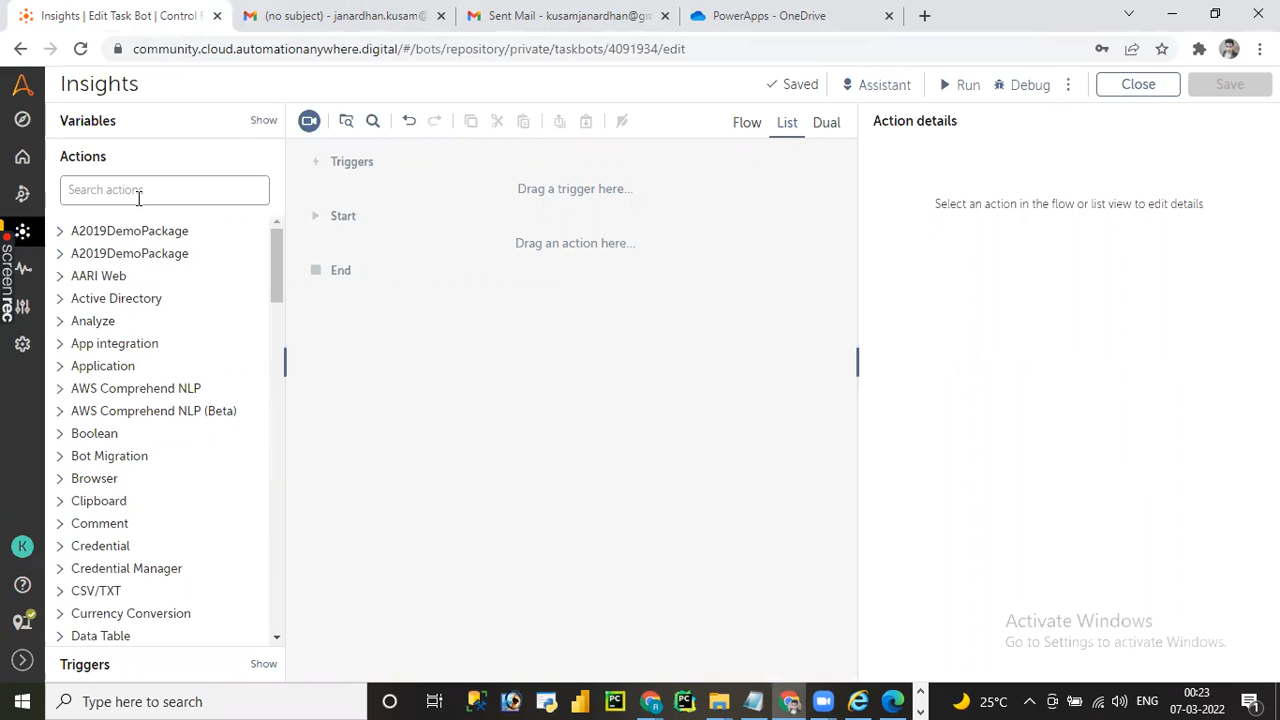 Insights | Edit Task Bot | Control R
(no subject) - janardhan.kusam@
Sent Mail - kusamjanardhan@gm
PowerApps - OneDrive
community.cloud.automationanywhere.digital/#/bots/repository/private/taskbots/4091934/edit
Insights
Saved
Assistant
Run
Debug
Close
Save
Variables
Show
Flow
List
Dual
Action details
Actions
Search actions
Triggers
Drag a trigger here...
Start
Drag an action here...
End
Select an action in the flow or list view to edit details
A2019DemoPackage
A2019DemoPackage
AARI Web
Active Directory
Analyze
App integration
Application
AWS Comprehend NLP
AWS Comprehend NLP (Beta)
Boolean
Bot Migration
Browser
Clipboard
Comment
Credential
Credential Manager
CSV/TXT
Currency Conversion
Data Table
Triggers
Show
screenrec
K
Activate Windows
Go to Settings to activate Windows.
Type here to search
PC
PC
25°C
ENG
00:23
07-03-2022